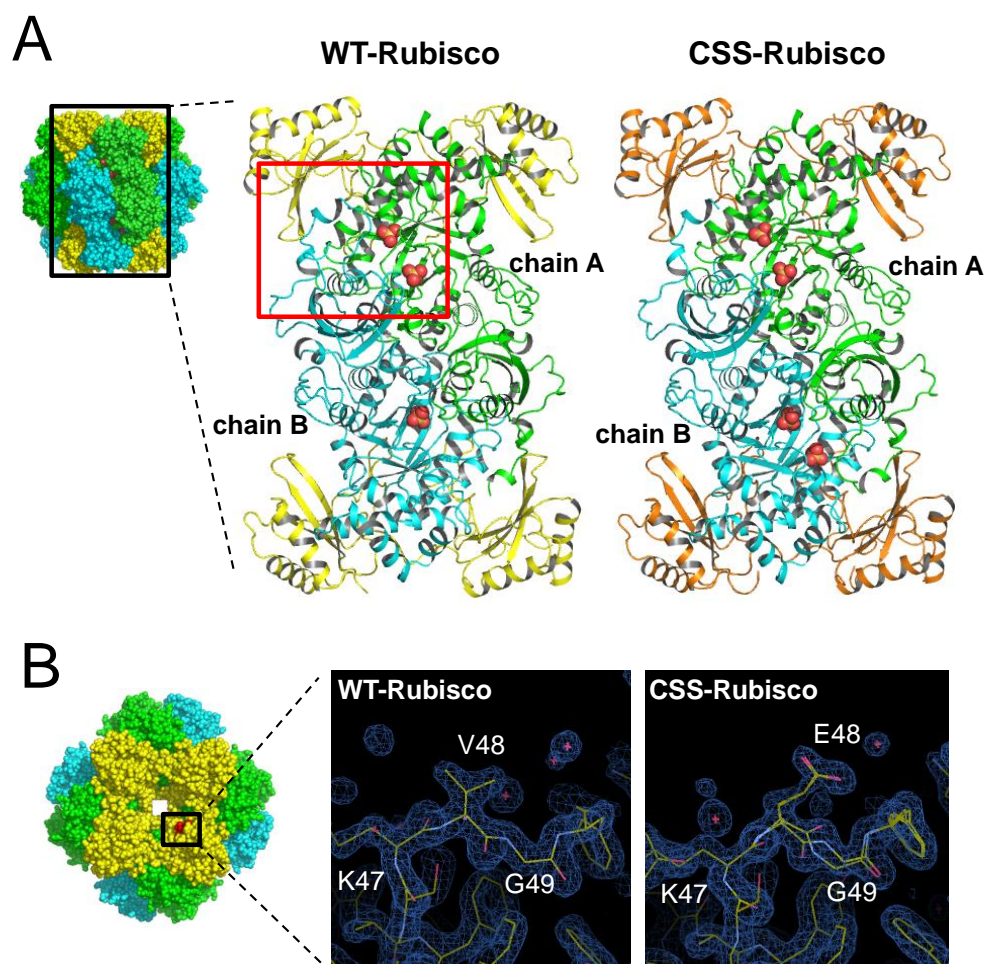 A
WT-Rubisco
CSS-Rubisco
chain A
chain A
chain B
chain B
B
WT-Rubisco
CSS-Rubisco
V48
E48
K47
G49
K47
G49